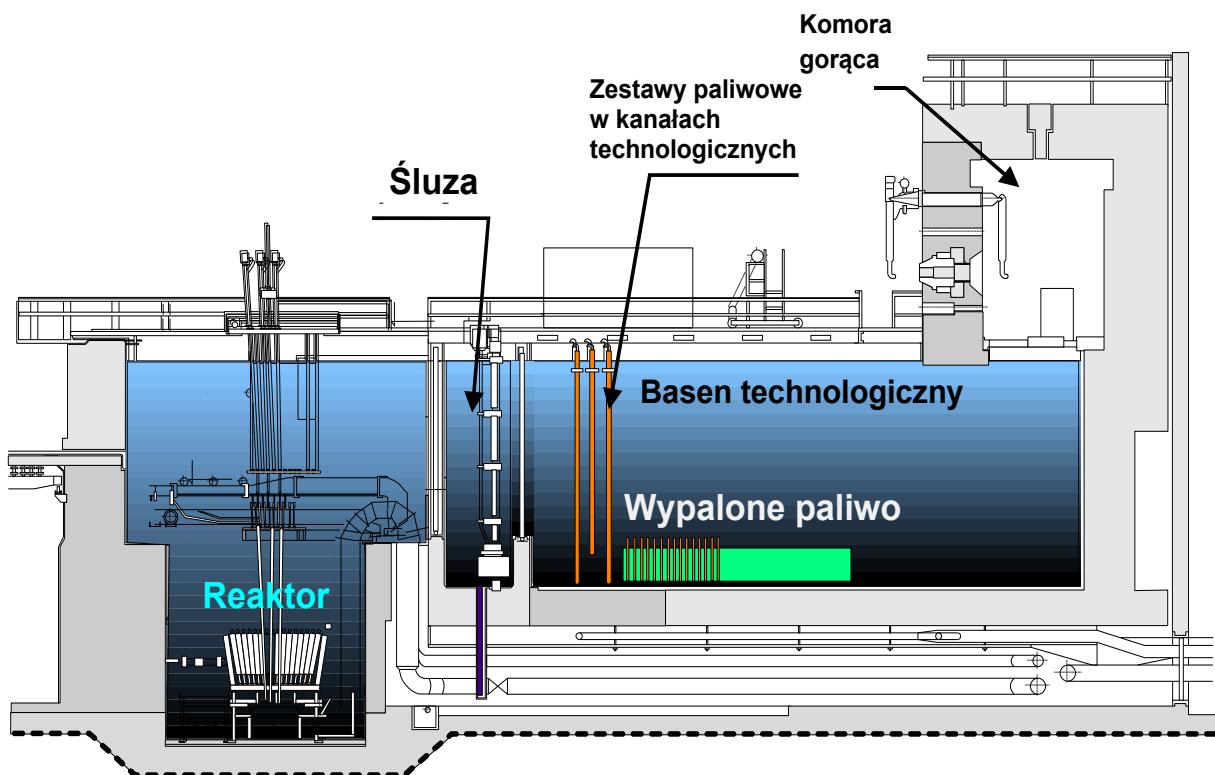 Komora
gorąca
Zestawy paliwowe
w kanałach
technologicznych
Śluza
Basen technologiczny
Wypalone paliwo
Reaktor